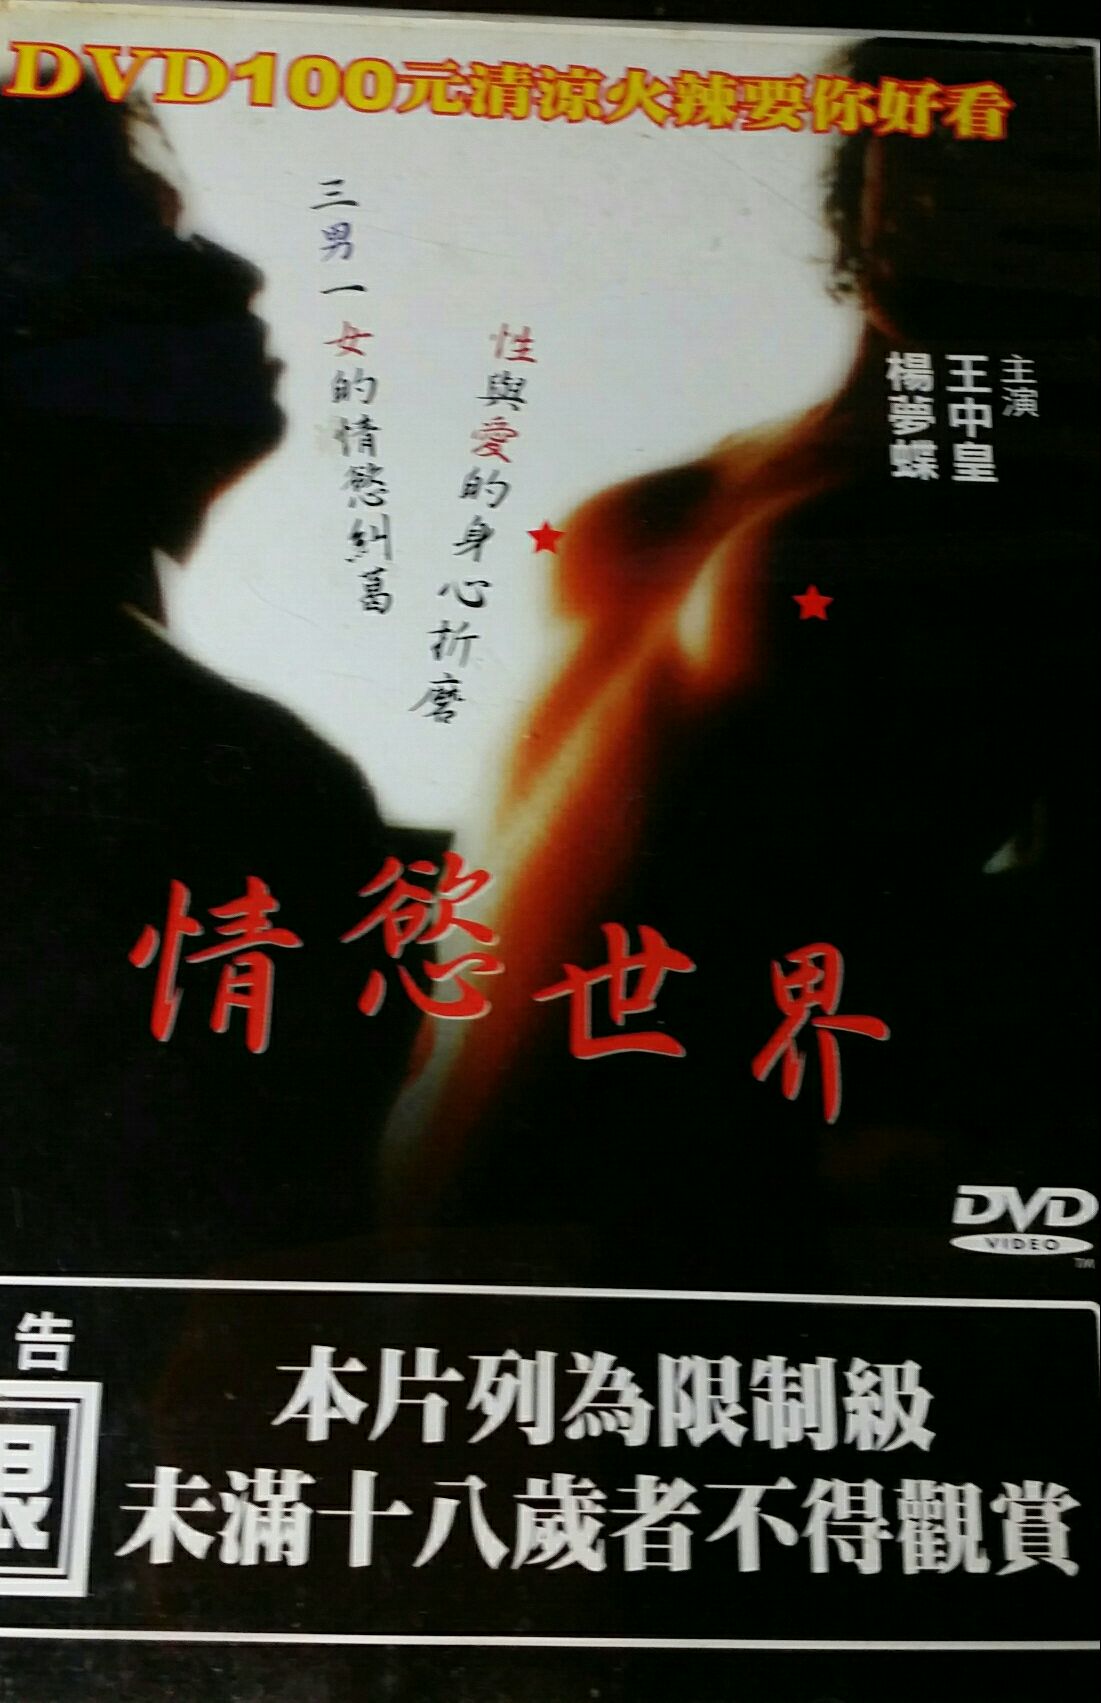 DVD100元清涼火辣要你好看
主演
王中皇
楊夢蝶
性與愛的身心折磨
三男一女的情慾糾葛
情慾世界
DVD
VIDEO
TM
告
限
本片列為限制級
未滿十八歲者不得觀賞